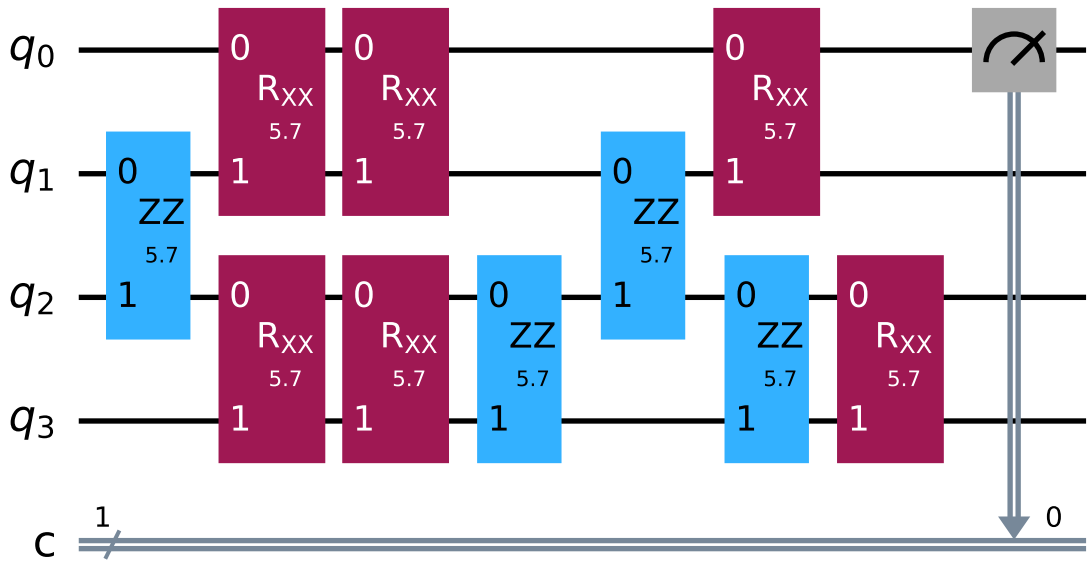 q0 0 0 0
RXX RXX RXX
5.7 5.7 5.7
q1 0 1 1 0 1
ZZ ZZ
5.7 5.7
q2 1 0 0 0 1 0 0
RXX RXX ZZ ZZ RXX
5.7 5.7 5.7 5.7 5.7
q3 1 1 1 1 1
1 0
c